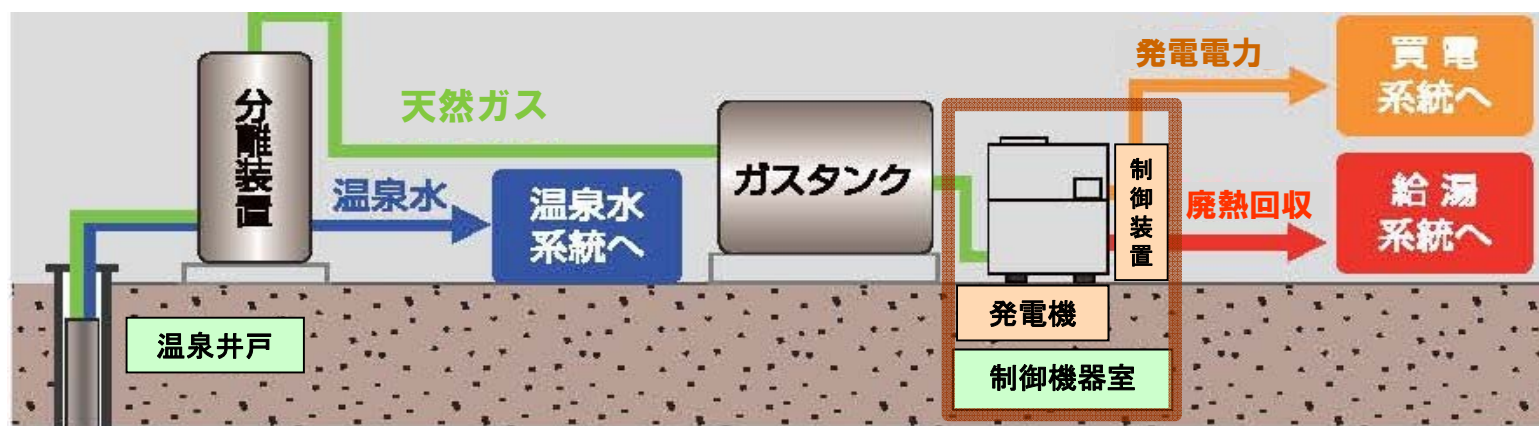 分離装置
天然ガス
温泉水
温泉水
系統へ
温泉井戸
ガスタンク
発電機
制御装置
制御機器室
発電電力
買電
系統へ
廃熱回収
給湯
系統へ